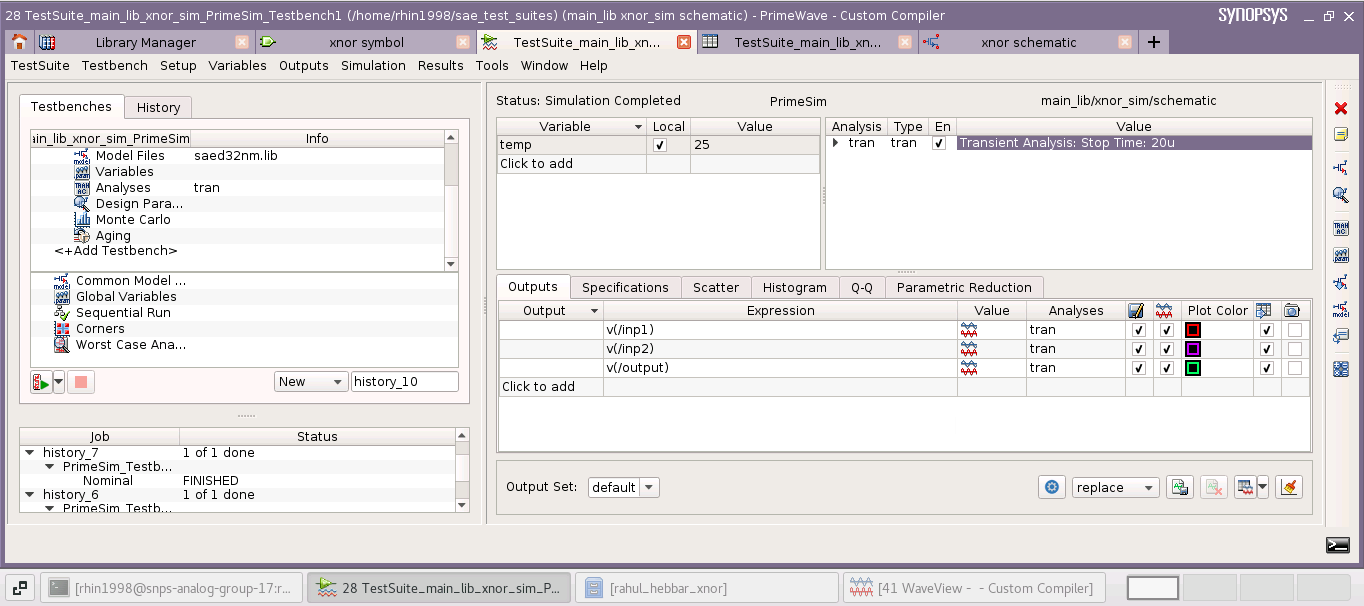 28 TestSuite_main_lib_xnor_sim_PrimeSim_Testbench1 (/home/rhin1998/sae_test_suites) (main_lib xnor_sim schematic) - PrimeWave - Custom Compiler
SYNOPSYS
Library Manager
xnor symbol
TestSuite_main_lib_xn...
TestSuite_main_lib_xn...
xnor schematic
TestSuite Testbench Setup Variables Outputs Simulation Results Tools Window Help
Testbenches History
ain_lib_xnor_sim_PrimeSim Info
Model Files saed32nm.lib
Variables
Analyses tran
Design Para...
Monte Carlo
Aging
<+Add Testbench>
Common Model ...
Global Variables
Sequential Run
Corners
Worst Case Ana...
New history_10
Job Status
history_7 1 of 1 done
PrimeSim_Testb...
Nominal FINISHED
history_6 1 of 1 done
PrimeSim_Testb...
Status: Simulation Completed PrimeSim main_lib/xnor_sim/schematic
Variable Local Value
temp 25
Click to add
Analysis Type En Value
tran tran Transient Analysis: Stop Time: 20u
Outputs Specifications Scatter Histogram Q-Q Parametric Reduction
Output Expression Value Analyses Plot Color
v(/inp1) tran
v(/inp2) tran
v(/output) tran
Click to add
Output Set: default replace
[rhin1998@snps-analog-group-17:r...
28 TestSuite_main_lib_xnor_sim_P...
[rahul_hebbar_xnor]
[41 WaveView - - Custom Compiler]